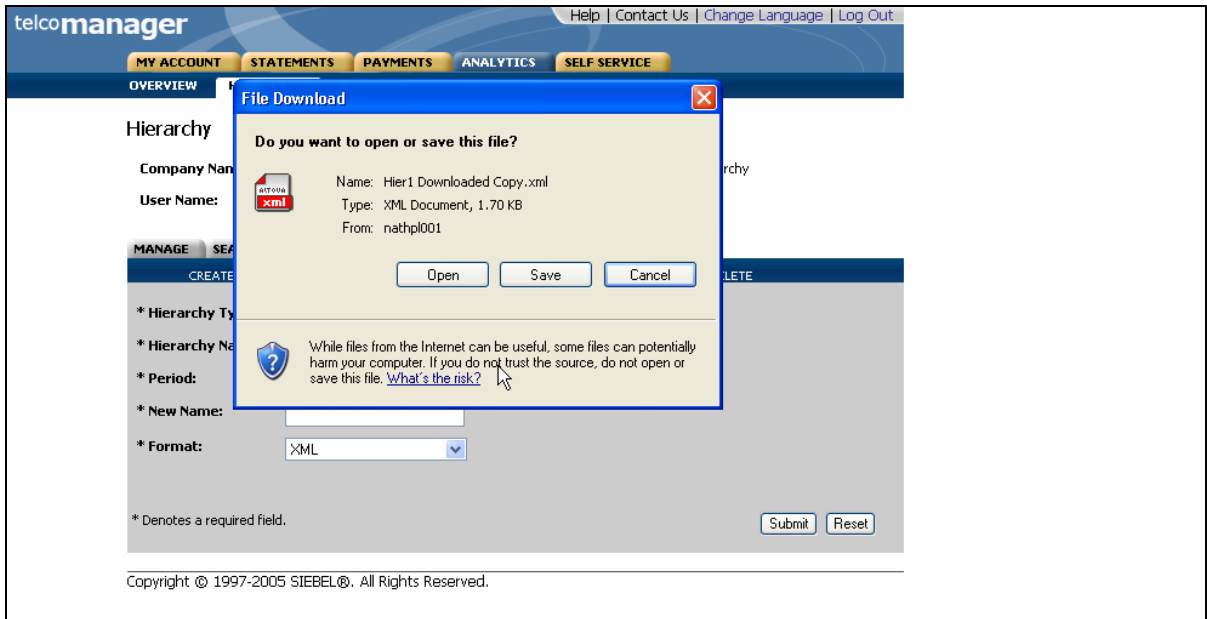 telcomanager
Help | Contact Us | Change Language | Log Out
MY ACCOUNT STATEMENTS PAYMENTS ANALYTICS SELF SERVICE
OVERVIEW
File Download
Hierarchy
Do you want to open or save this file?
Company Nam
rchy
ALTOVA
xml
Name: Hier1 Downloaded Copy.xml
User Name:
Type: XML Document, 1.70 KB
From: nathpl001
MANAGE SEA
Open Save Cancel
CREATE
LETE
* Hierarchy Ty
* Hierarchy Na
While files from the Internet can be useful, some files can potentially
harm your computer. If you do not trust the source, do not open or
save this file. What's the risk?
* Period:
* New Name:
* Format:
XML
* Denotes a required field.
Submit Reset
Copyright © 1997-2005 SIEBEL®. All Rights Reserved.